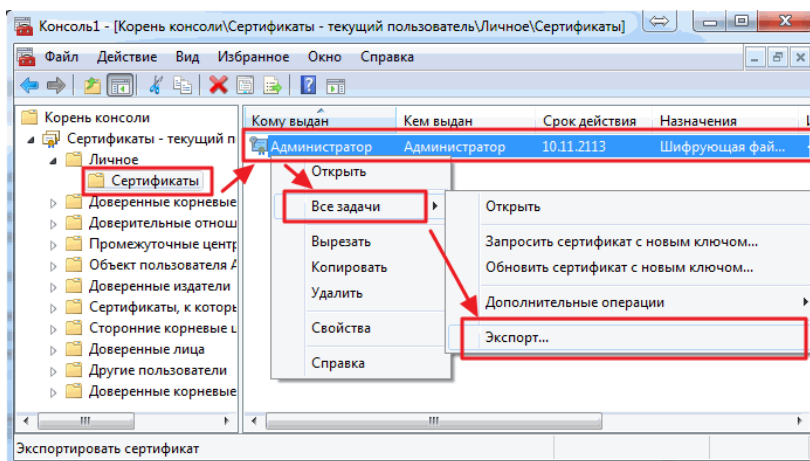 Консоль1 - [Корень консоли\Сертификаты - текущий пользователь\Личное\Сертификаты]
Файл Действие Вид Избранное Окно Справка
Корень консоли
Сертификаты - текущий п
Личное
Сертификаты
Доверенные корневые
Доверительные отнош
Промежуточные центр
Объект пользователя А
Доверенные издатели
Сертификаты, к которь
Сторонние корневые ц
Доверенные лица
Другие пользователи
Доверенные корневые
Кому выдан Кем выдан Срок действия Назначения
Администратор Администратор 10.11.2113 Шифрующая фай...
Открыть
Все задачи
Вырезать
Копировать
Удалить
Свойства
Справка
Открыть
Запросить сертификат с новым ключом...
Обновить сертификат с новым ключом...
Дополнительные операции
Экспорт...
Экспортировать сертификат